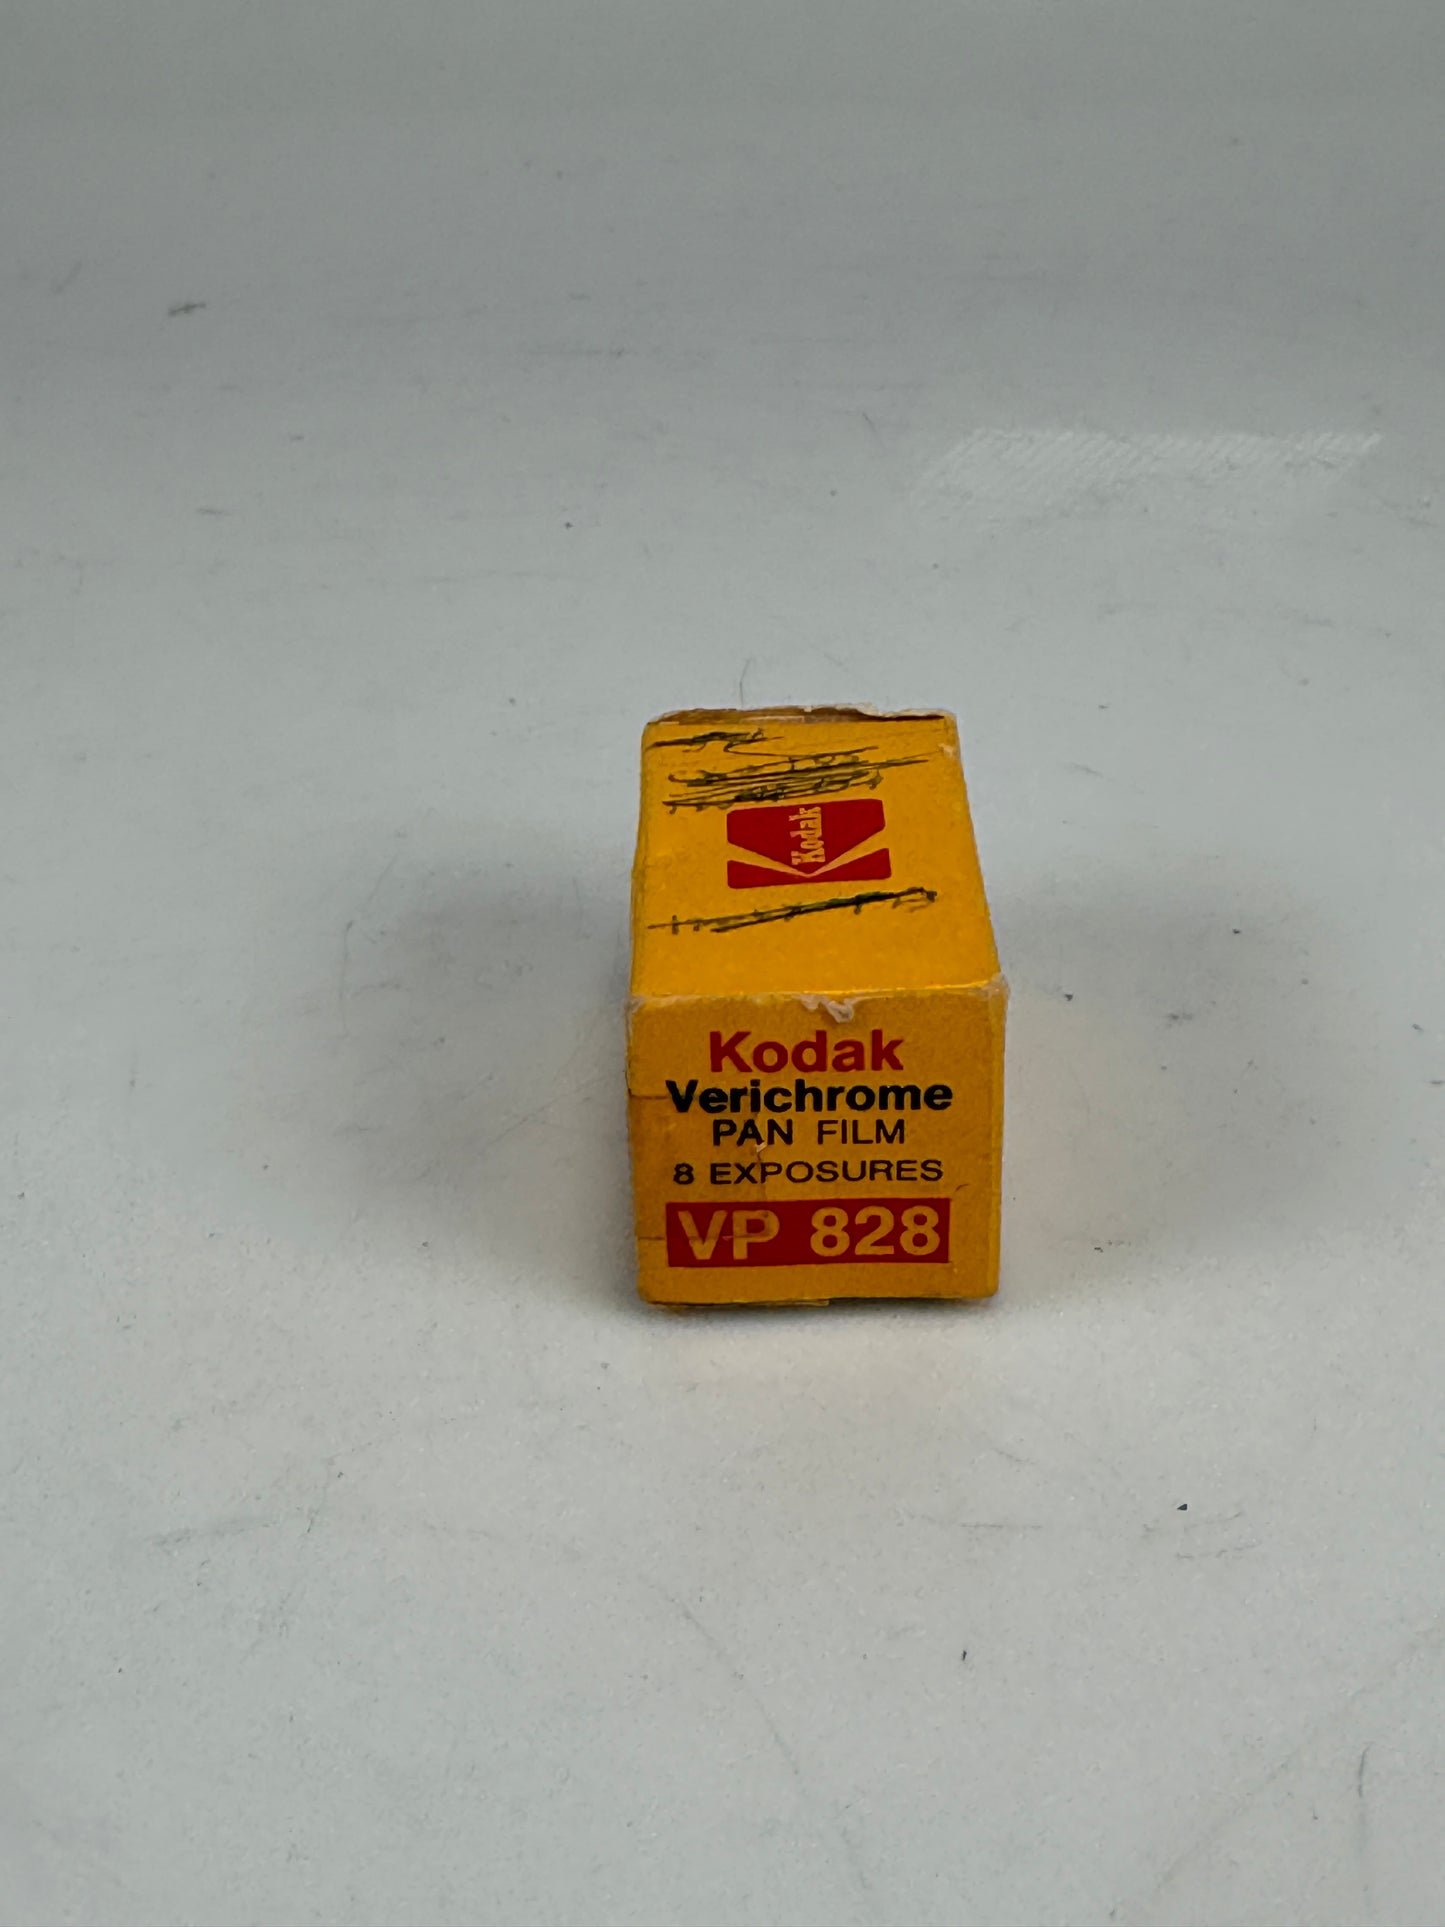 Kodak
Kodak
Verichrome
PAN FILM
8 EXPOSURES
VP 828